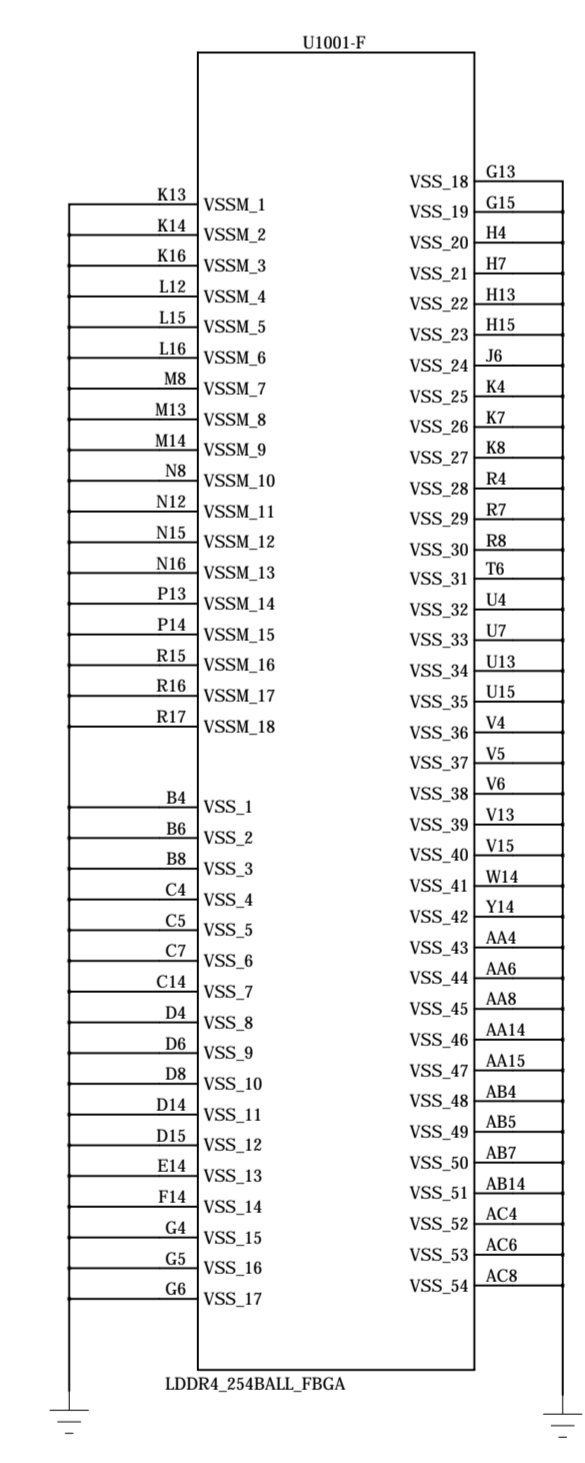 U1001-F
K13 VSSM_1
K14 VSSM_2
K16 VSSM_3
L12 VSSM_4
L15 VSSM_5
L16 VSSM_6
M8 VSSM_7
M13 VSSM_8
M14 VSSM_9
N8 VSSM_10
N12 VSSM_11
N15 VSSM_12
N16 VSSM_13
P13 VSSM_14
P14 VSSM_15
R15 VSSM_16
R16 VSSM_17
R17 VSSM_18
B4 VSS_1
B6 VSS_2
B8 VSS_3
C4 VSS_4
C5 VSS_5
C7 VSS_6
C14 VSS_7
D4 VSS_8
D6 VSS_9
D8 VSS_10
D14 VSS_11
D15 VSS_12
E14 VSS_13
F14 VSS_14
G4 VSS_15
G5 VSS_16
G6 VSS_17
VSS_18 G13
VSS_19 G15
VSS_20 H4
VSS_21 H7
VSS_22 H13
VSS_23 H15
VSS_24 J6
VSS_25 K4
VSS_26 K7
VSS_27 K8
VSS_28 R4
VSS_29 R7
VSS_30 R8
VSS_31 T6
VSS_32 U4
VSS_33 U7
VSS_34 U13
VSS_35 U15
VSS_36 V4
VSS_37 V5
VSS_38 V6
VSS_39 V13
VSS_40 V15
VSS_41 W14
VSS_42 Y14
VSS_43 AA4
VSS_44 AA6
VSS_45 AA8
VSS_46 AA14
VSS_47 AA15
VSS_48 AB4
VSS_49 AB5
VSS_50 AB7
VSS_51 AB14
VSS_52 AC4
VSS_53 AC6
VSS_54 AC8
LDDR4_254BALL_FBGA